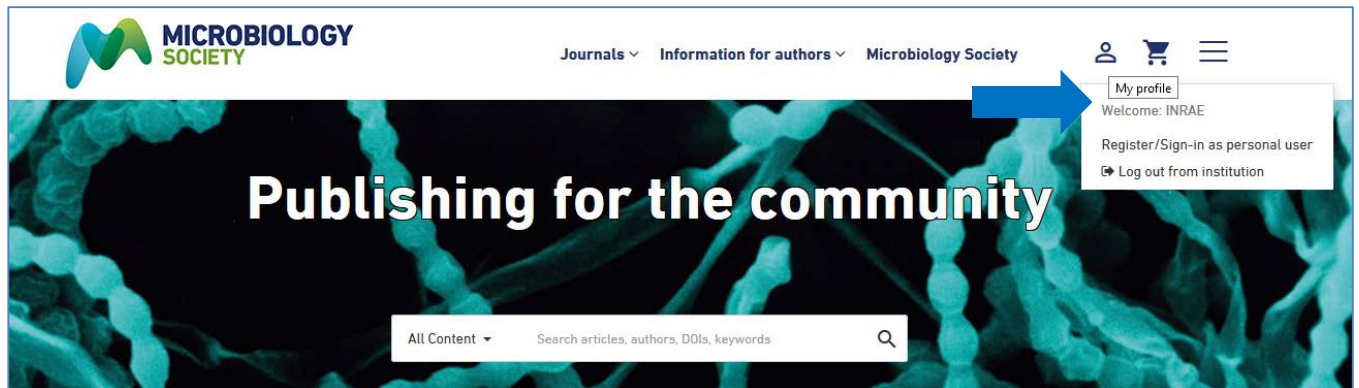 MICROBIOLOGY
SOCIETY
Journals Information for authors Microbiology Society
My profile
Welcome: INRAE
Register/Sign-in as personal user
Log out from institution
Publishing for the community
All Content Search articles, authors, DOIs, keywords